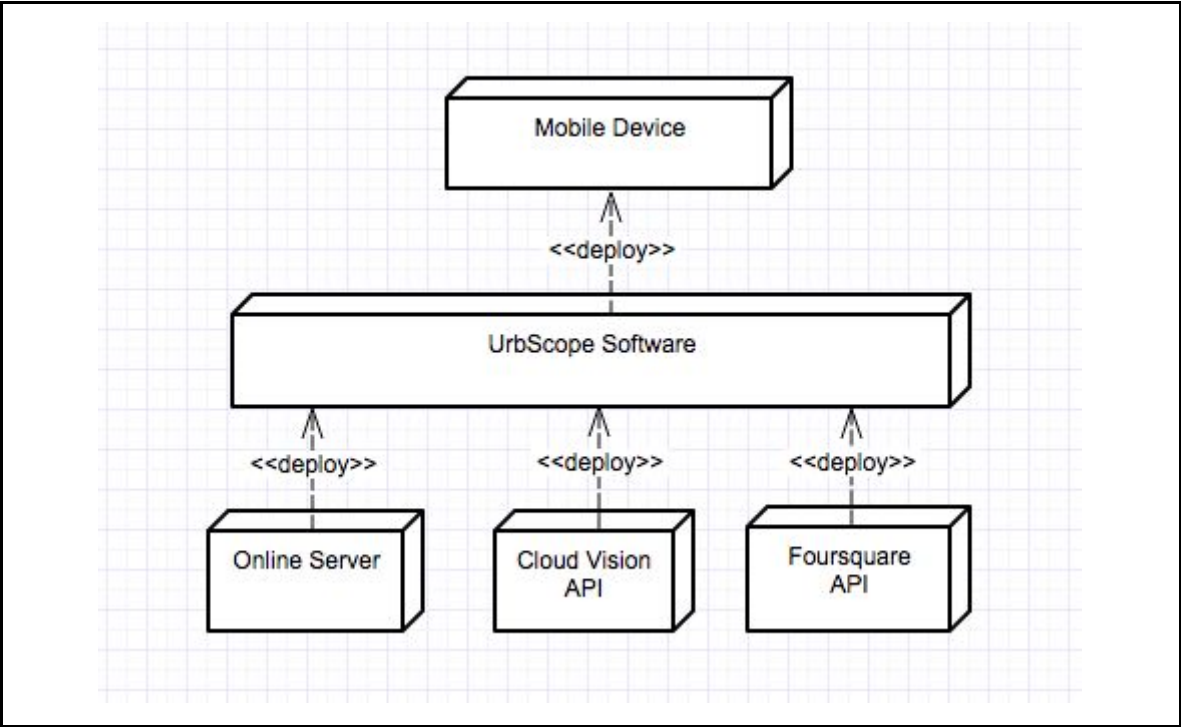 Mobile Device
<<deploy>>
UrbScope Software
<<deploy>>
<<deploy>>
<<deploy>>
Online Server
Cloud Vision
API
Foursquare
API